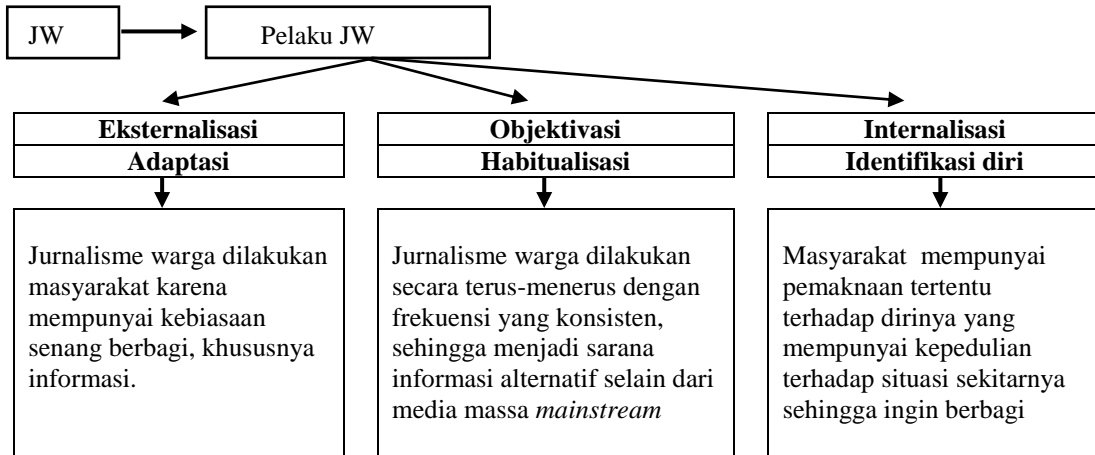 JW
Pelaku JW
Eksternalisasi
Adaptasi
Jurnalisme warga dilakukan
masyarakat karena
mempunyai kebiasaan
senang berbagi, khususnya
informasi.
Objektivasi
Habitualisasi
Jurnalisme warga dilakukan
secara terus-menerus dengan
frekuensi yang konsisten,
sehingga menjadi sarana
informasi alternatif selain dari
media massa mainstream
Internalisasi
Identifikasi diri
Masyarakat mempunyai
pemaknaan tertentu
terhadap dirinya yang
mempunyai kepedulian
terhadap situasi sekitarnya
sehingga ingin berbagi